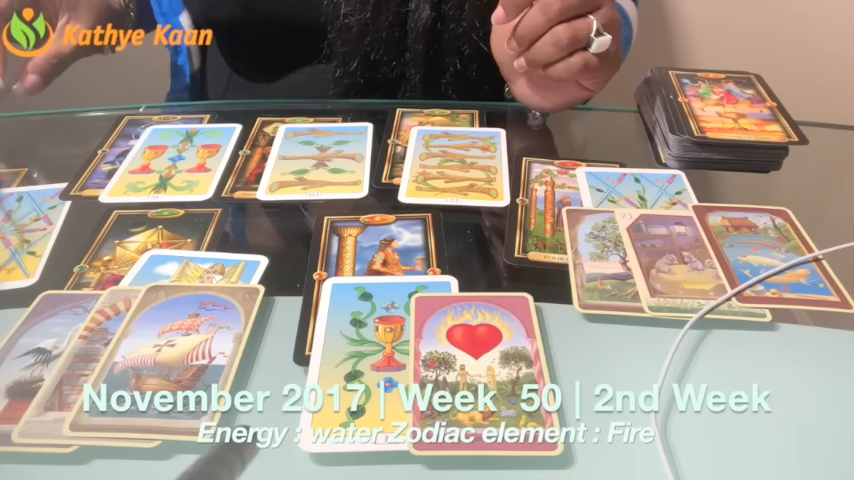 Kathye Kaan
November 2017 | Week 50 | 2nd Week
Energy : water Zodiac element : Fire